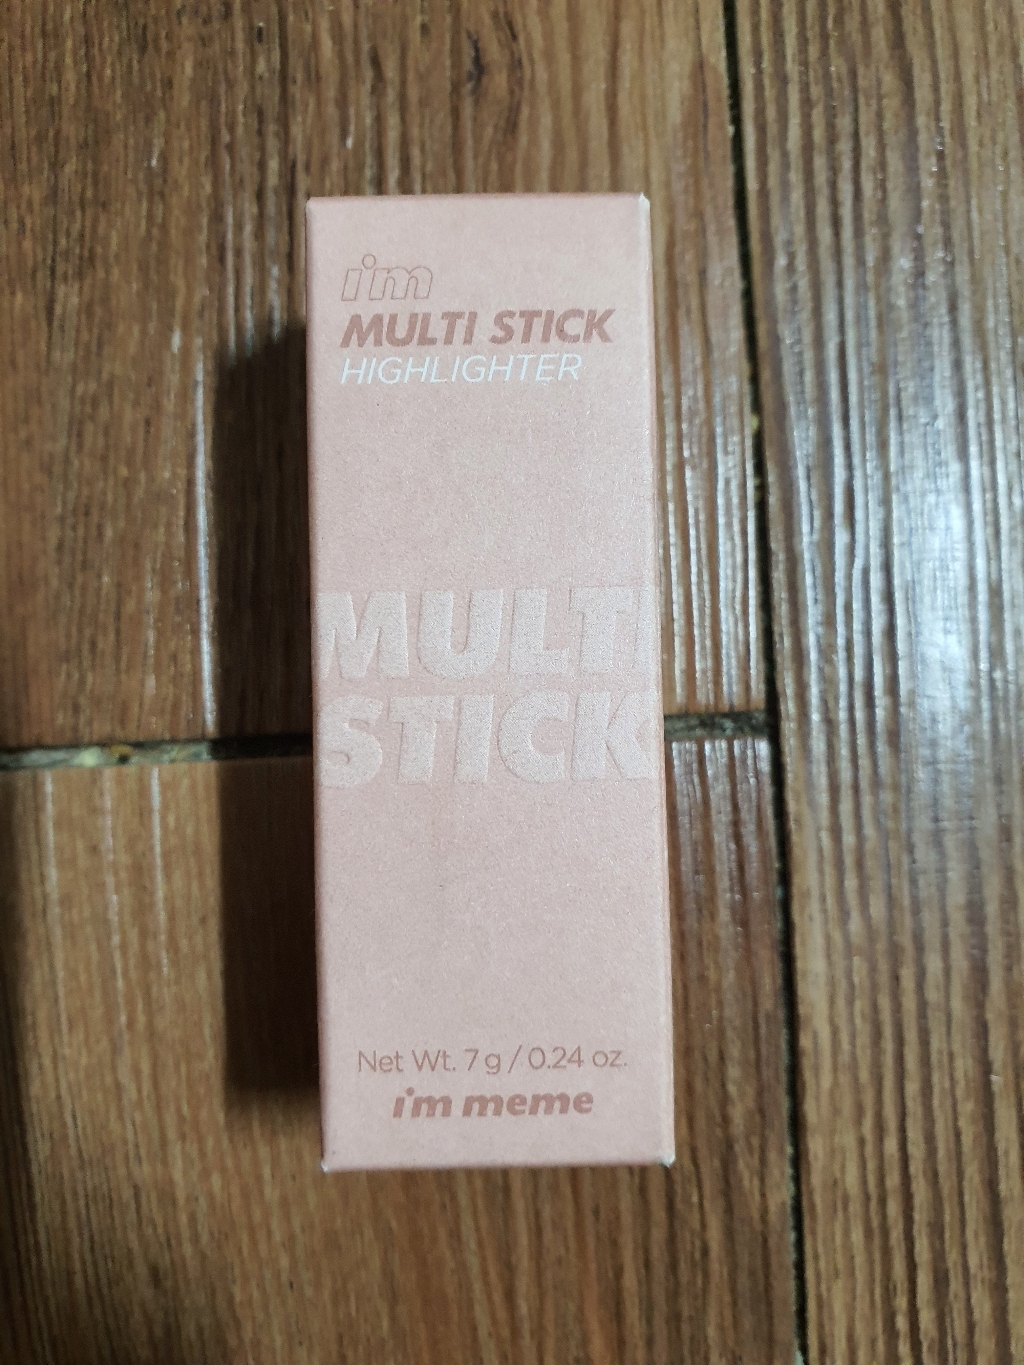 i'm
MULTI STICK
HIGHLIGHTER
MULTI
STICK
Net Wt. 7 g / 0.24 oz.
i'm meme